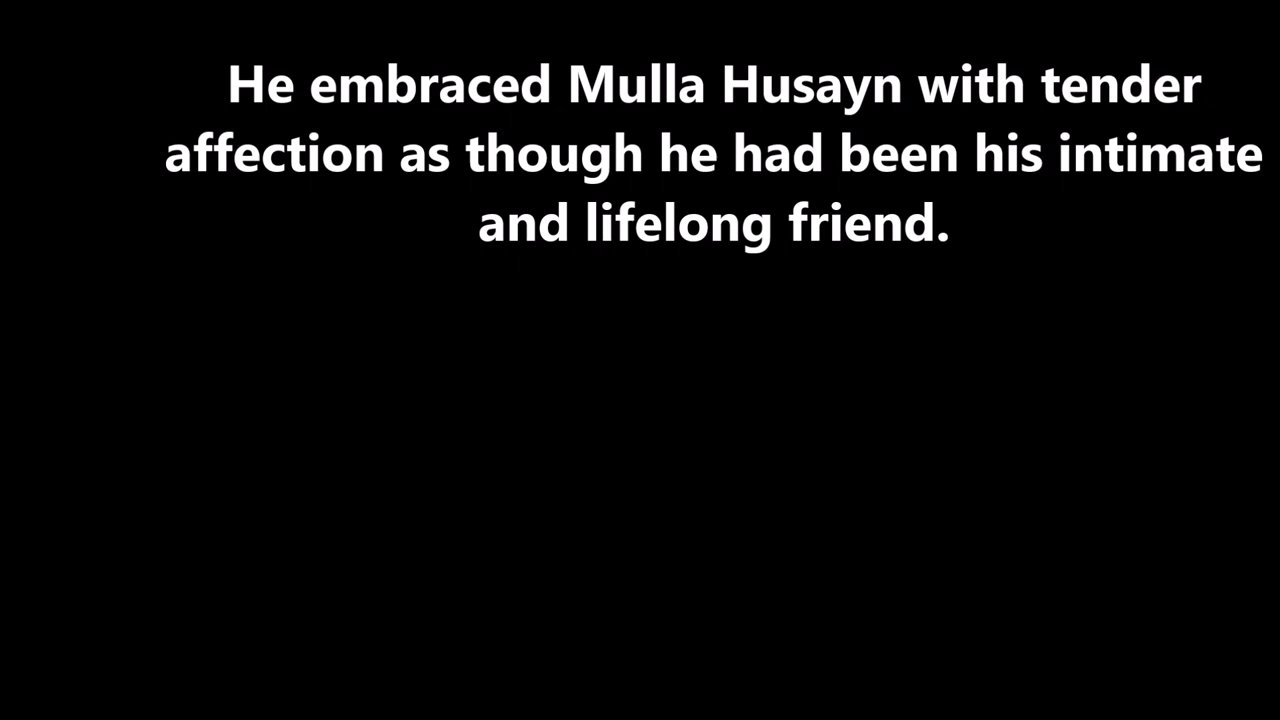 He embraced Mulla Husayn with tender
affection as though he had been his intimate
and lifelong friend.